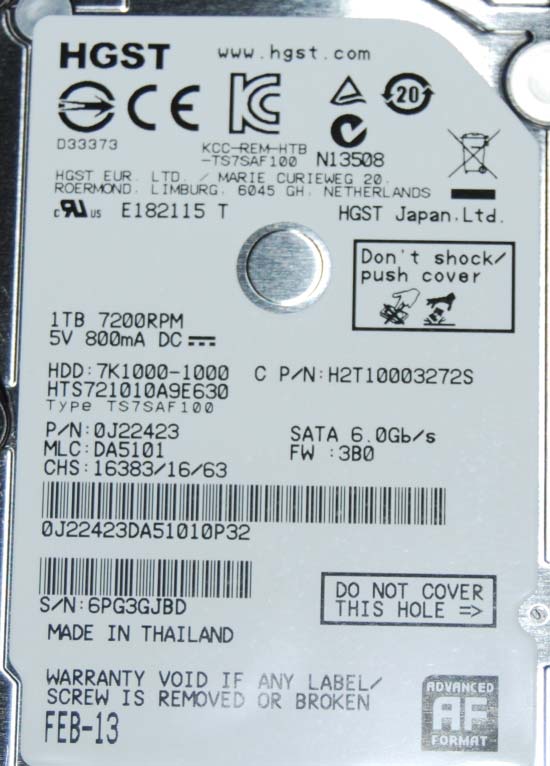 HGST www.hgst.com
20
D33373
KCC-REM-HTB
-TS7SAF100 N13508
HGST EUR. LTD. / MARIE CURIEWEG 20.
ROERMOND. LIMBURG. 6045 GH. NETHERLANDS
c RU us E182115 T HGST Japan.Ltd.
Don't shock/
push cover
1TB 7200RPM
5V 800mA DC
HDD:7K1000-1000 C P/N:H2T10003272S
HTS721010A9E630
Type TS7SAF100
P/N:0J22423 SATA 6.0Gb/s
MLC:DA5101 FW :3B0
CHS:16383/16/63
0J22423DA51010P32
S/N:6PG3GJBD
DO NOT COVER
THIS HOLE =>
MADE IN THAILAND
WARRANTY VOID IF ANY LABEL/
SCREW IS REMOVED OR BROKEN
FEB-13
ADVANCED
AF
FORMAT